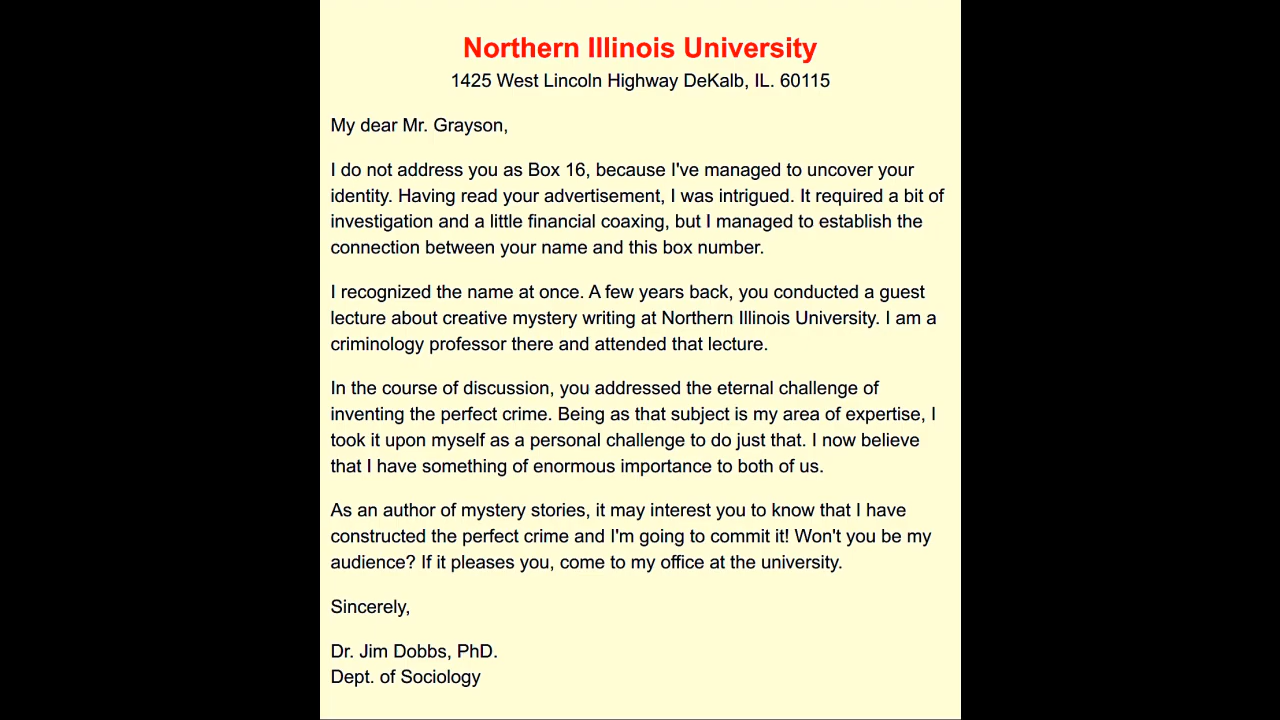 Northern Illinois University
1425 West Lincoln Highway DeKalb, IL. 60115
My dear Mr. Grayson,
I do not address you as Box 16, because I've managed to uncover your
identity. Having read your advertisement, I was intrigued. It required a bit of
investigation and a little financial coaxing, but I managed to establish the
connection between your name and this box number.
I recognized the name at once. A few years back, you conducted a guest
lecture about creative mystery writing at Northern Illinois University. I am a
criminology professor there and attended that lecture.
In the course of discussion, you addressed the eternal challenge of
inventing the perfect crime. Being as that subject is my area of expertise, I
took it upon myself as a personal challenge to do just that. I now believe
that I have something of enormous importance to both of us.
As an author of mystery stories, it may interest you to know that I have
constructed the perfect crime and I'm going to commit it! Won't you be my
audience? If it pleases you, come to my office at the university.
Sincerely,
Dr. Jim Dobbs, PhD.
Dept. of Sociology